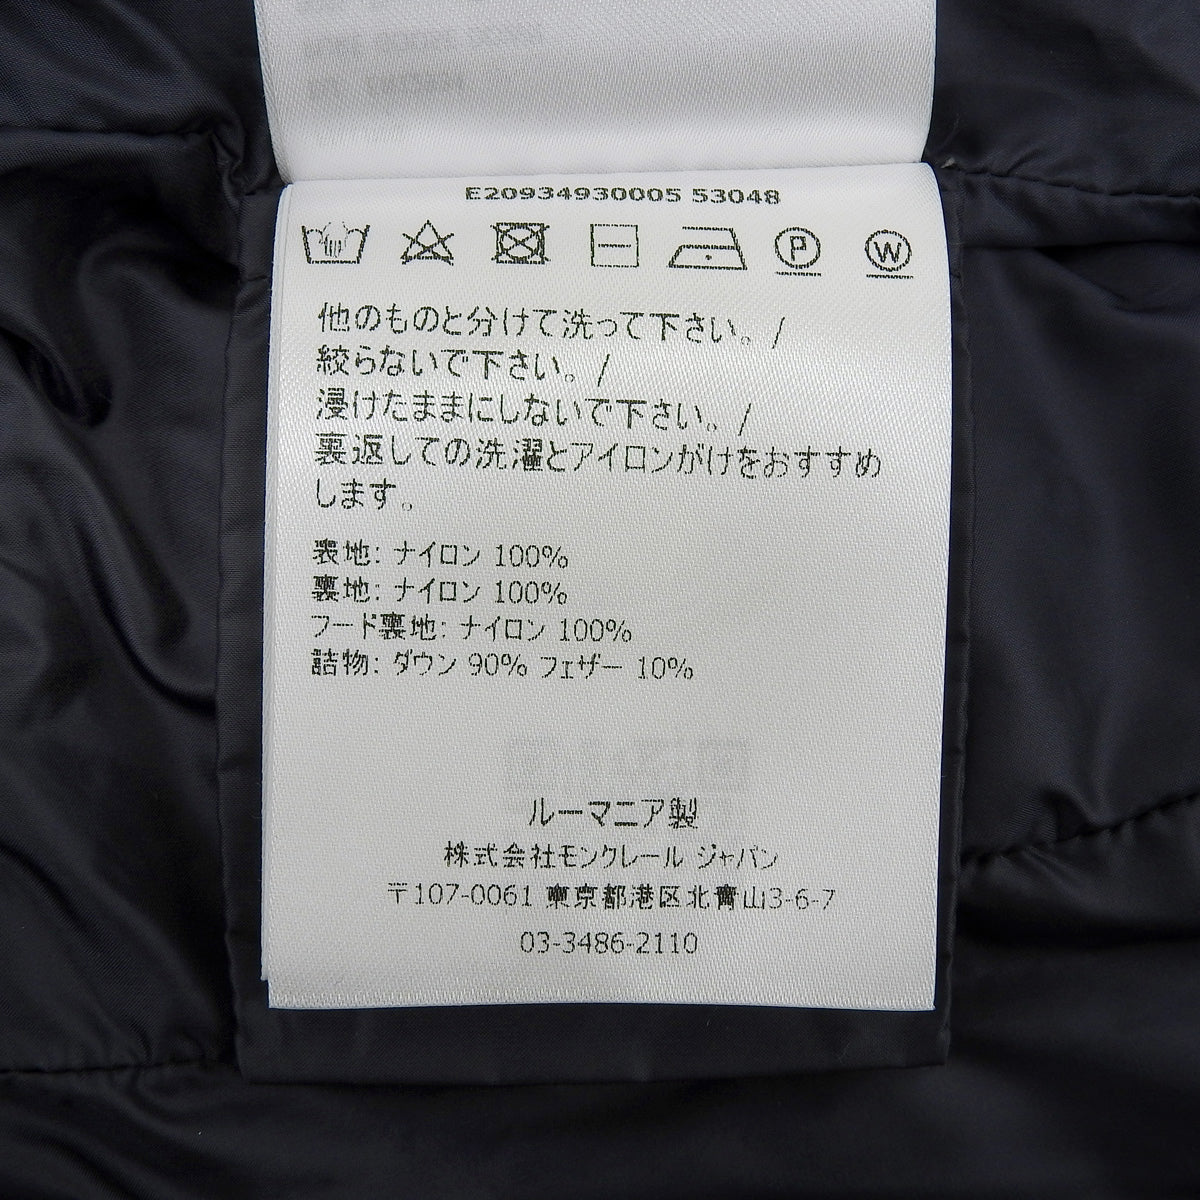 E20934930005 53048
P W
他のものと分けて洗って下さい。/
絞らないで下さい。/
浸けたままにしないで下さい。/
裏返しての洗濯とアイロンがけをおすすめ
します。
表地: ナイロン 100%
裏地: ナイロン 100%
フード裏地: ナイロン 100%
詰物: ダウン 90% フェザー 10%
ルーマニア製
株式会社モンクレール ジャパン
〒107-0061 東京都港区北青山3-6-7
03-3486-2110